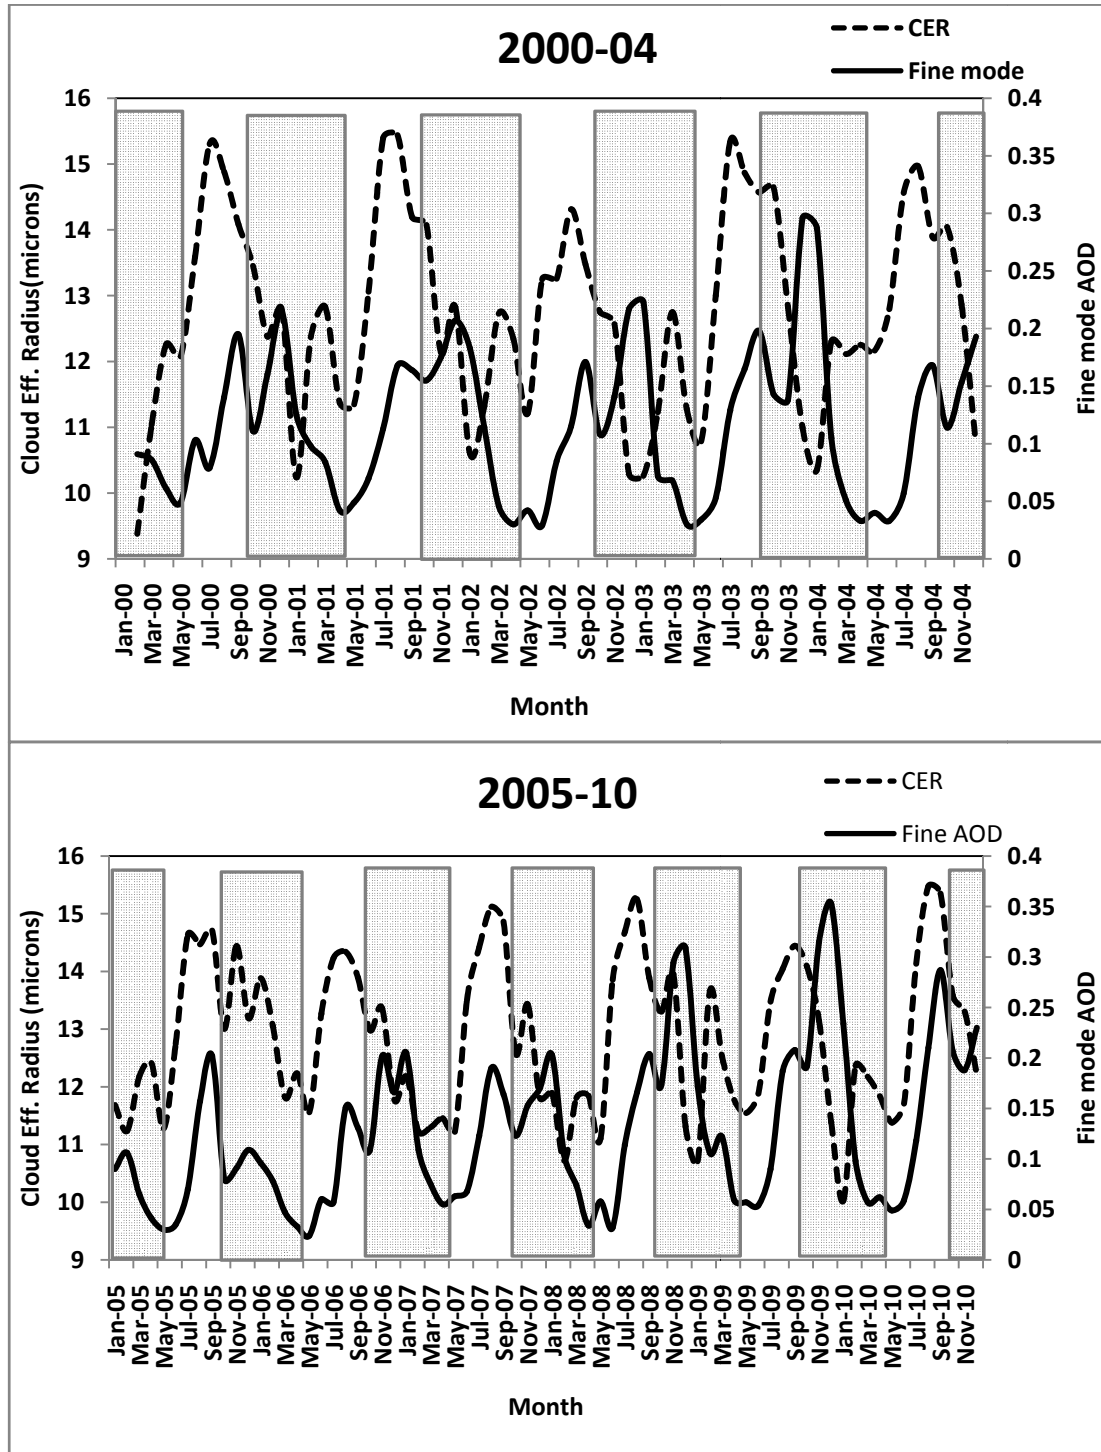 2000-04
CER
Fine mode
16
15
14
13
12
11
10
9
Cloud Eff. Radius(microns)
0.4
0.35
0.3
0.25
0.2
0.15
0.1
0.05
0
Fine mode AOD
Jan-00
Mar-00
May-00
Jul-00
Sep-00
Nov-00
Jan-01
Mar-01
May-01
Jul-01
Sep-01
Nov-01
Jan-02
Mar-02
May-02
Jul-02
Sep-02
Nov-02
Jan-03
Mar-03
May-03
Jul-03
Sep-03
Nov-03
Jan-04
Mar-04
May-04
Jul-04
Sep-04
Nov-04
Month
2005-10
CER
Fine AOD
16
15
14
13
12
11
10
9
Cloud Eff. Radius (microns)
0.4
0.35
0.3
0.25
0.2
0.15
0.1
0.05
0
Fine mode AOD
Jan-05
Mar-05
May-05
Jul-05
Sep-05
Nov-05
Jan-06
Mar-06
May-06
Jul-06
Sep-06
Nov-06
Jan-07
Mar-07
May-07
Jul-07
Sep-07
Nov-07
Jan-08
Mar-08
May-08
Jul-08
Sep-08
Nov-08
Jan-09
Mar-09
May-09
Jul-09
Sep-09
Nov-09
Jan-10
Mar-10
May-10
Jul-10
Sep-10
Nov-10
Month